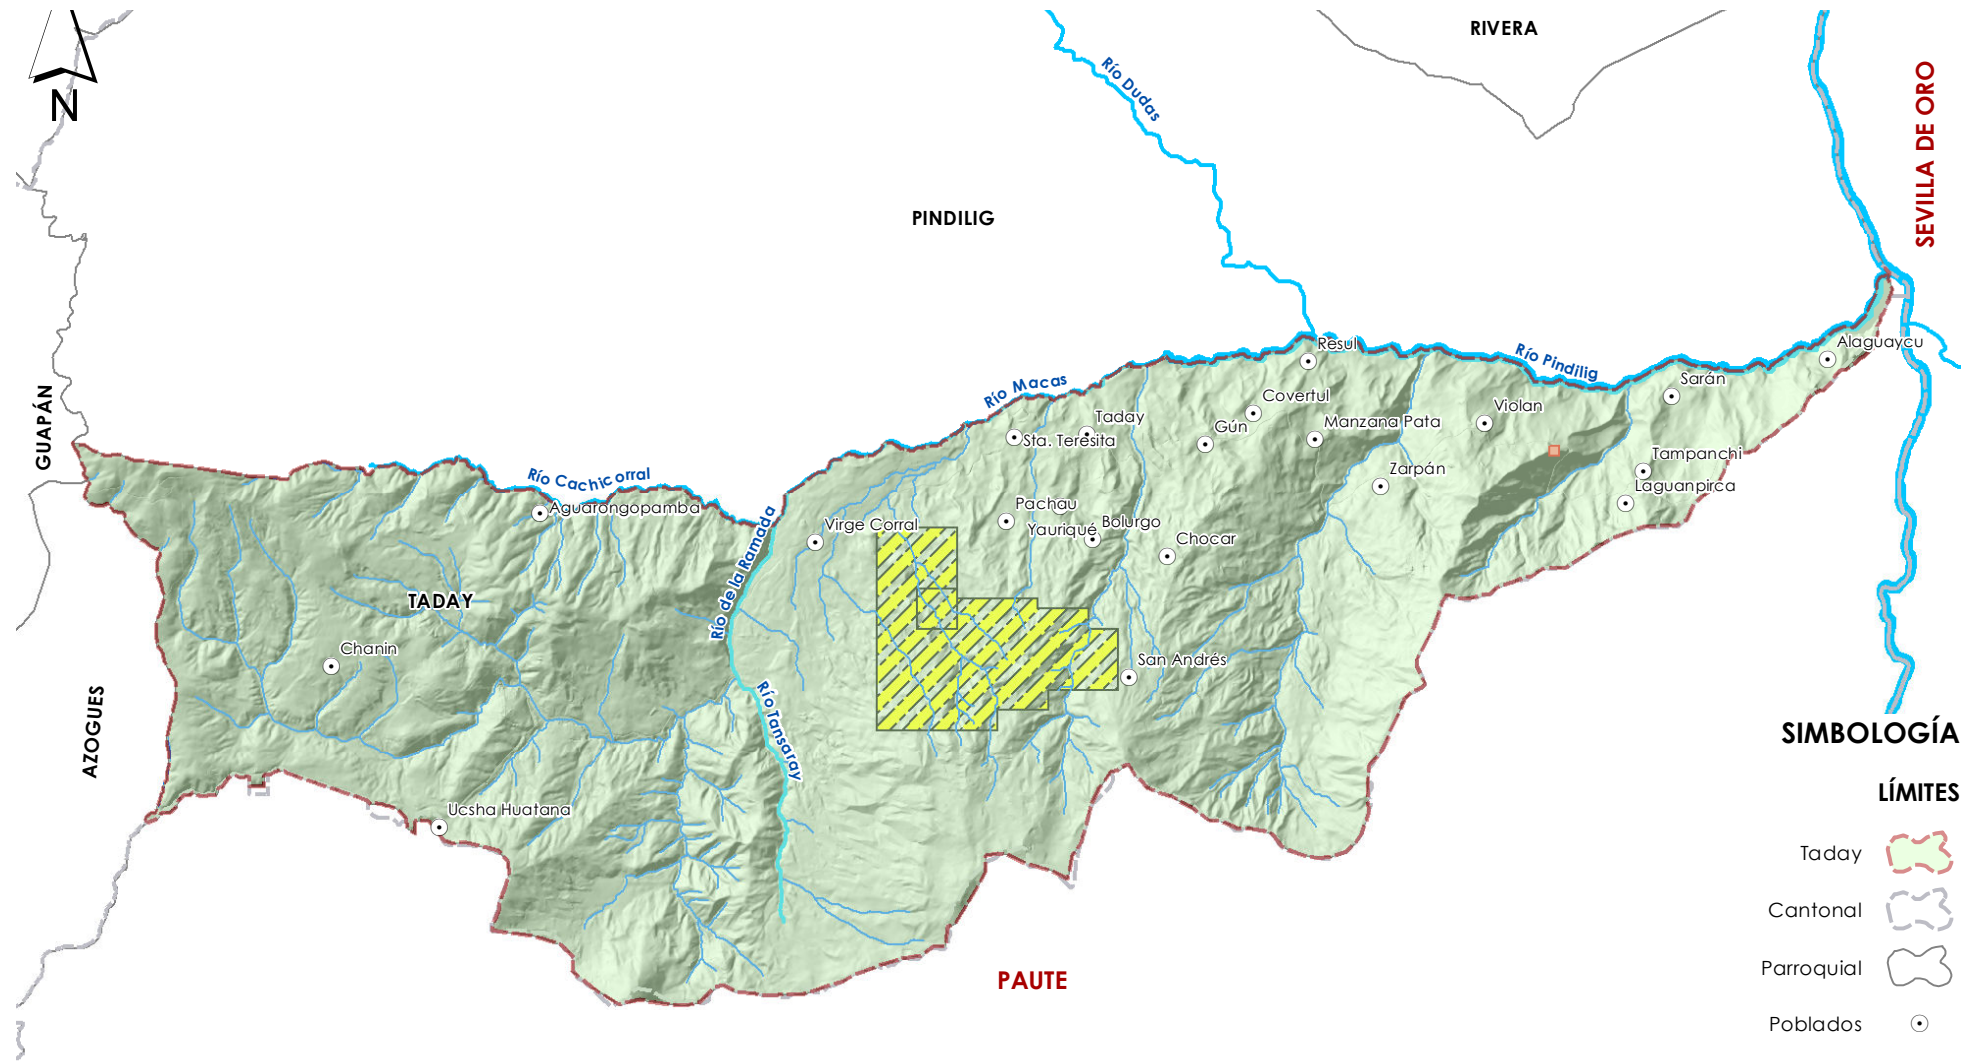 RIVERA
N
Río Dudas
SEVILLA DE ORO
PINDILIG
Resul
Río Pindilig
Alaguaycu
Río Macas
Sarán
GUAPÁN
Covertul
Violan
Taday
Gún
Manzana Pata
Sta. Teresita
Tampanchi
Río Cachicorral
Zarpán
Laguanpirca
Aguarongopamba
Pachau
Virge Corral
Yauriqué
Bolurgo
Chocar
Río de la Ramada
TADAY
Chanin
San Andrés
AZOGUES
Río Tansaray
SIMBOLOGÍA
LÍMITES
Ucsha Huatana
Taday
Cantonal
Parroquial
PAUTE
Poblados